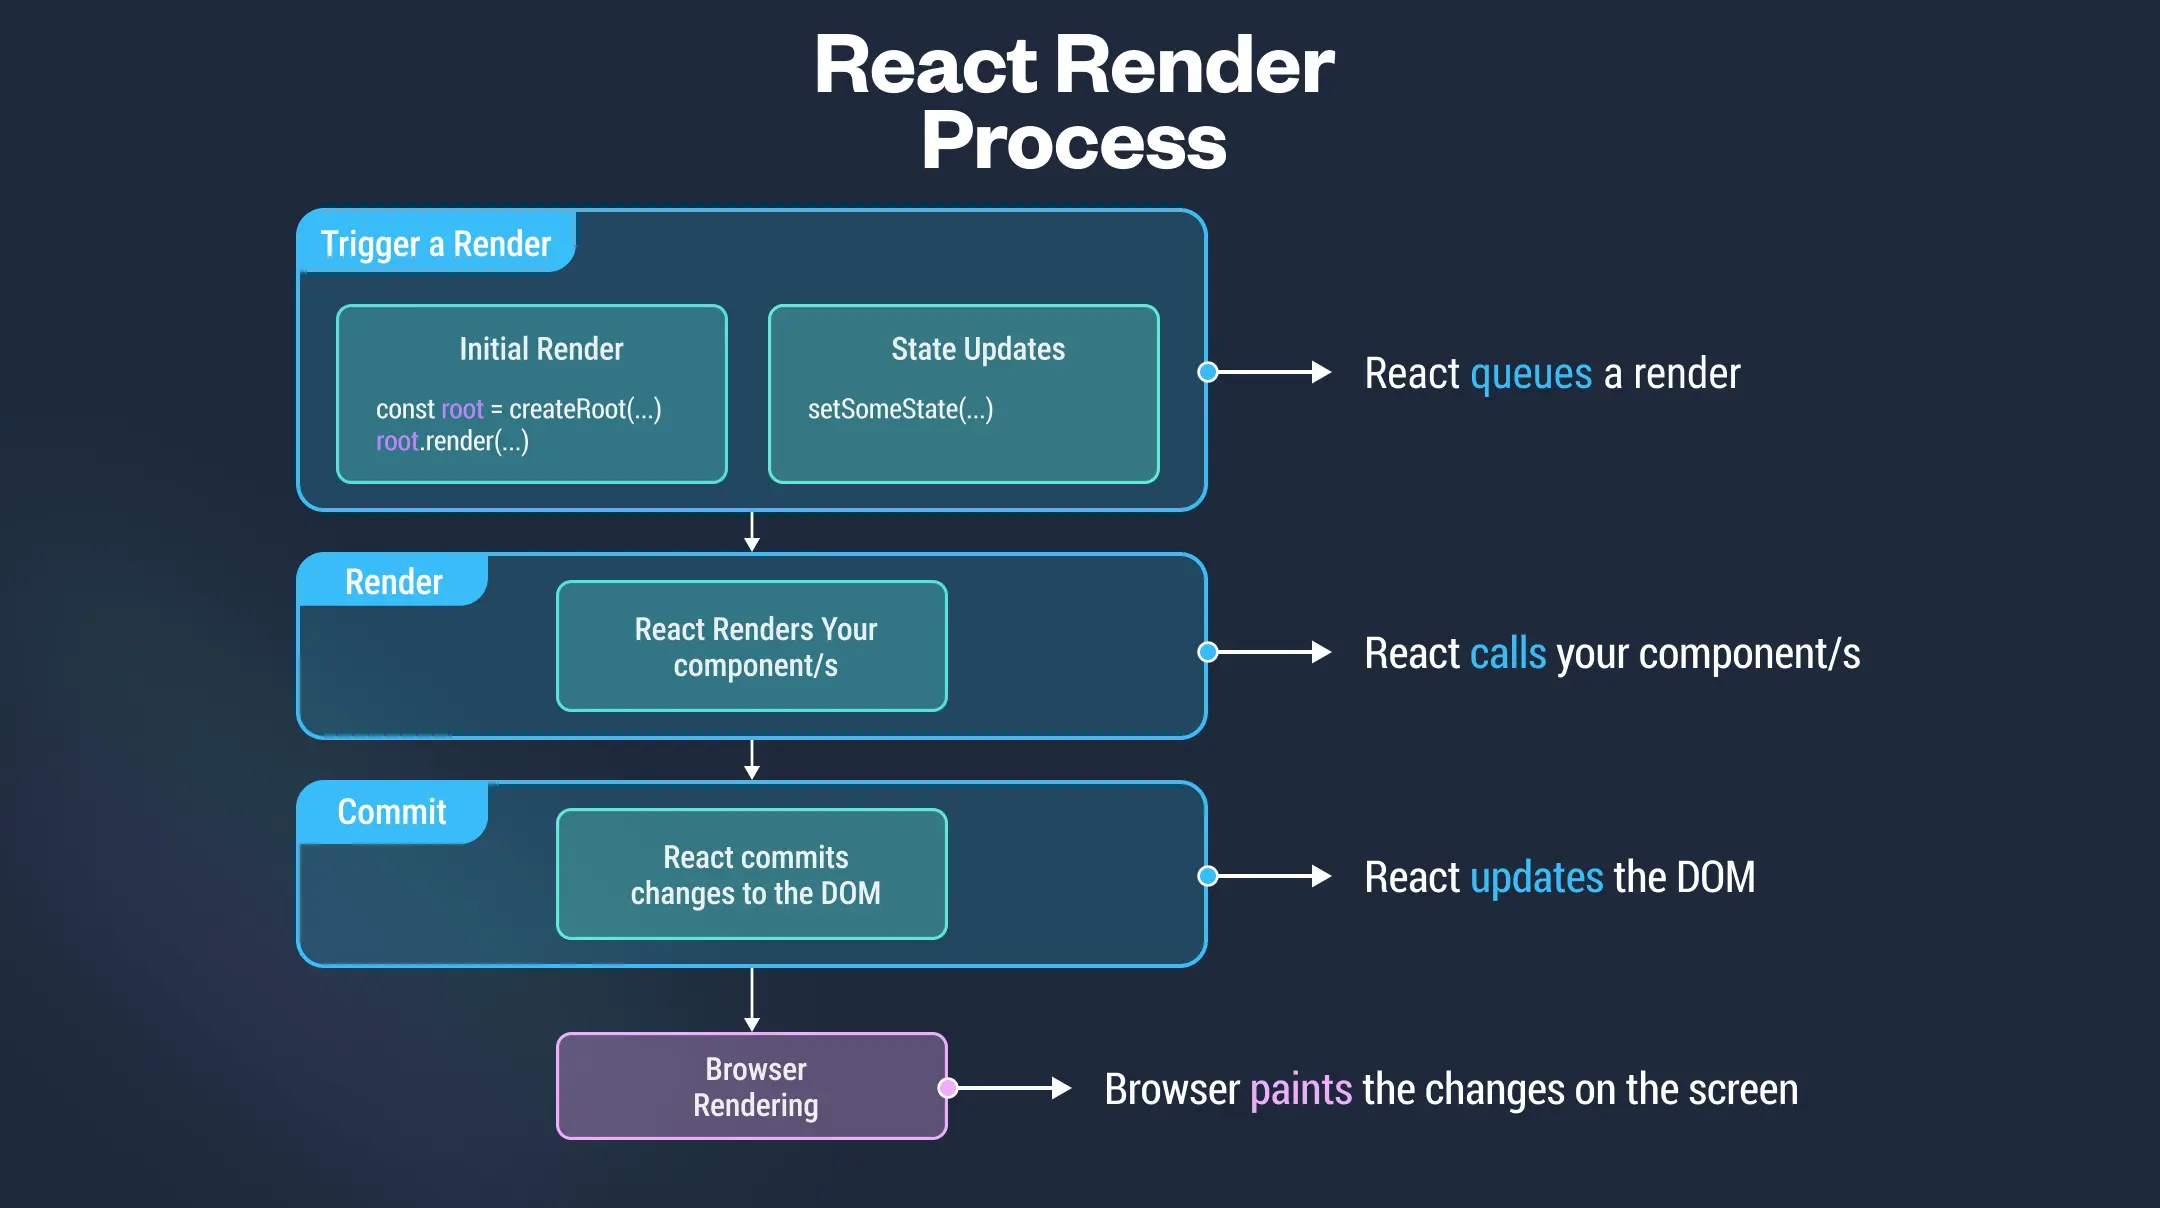 React Render
Process
Trigger a Render
Initial Render
const root = createRoot(...)
root.render(...)
State Updates
setSomeState(...)
React queues a render
Render
React Renders Your
component/s
React calls your component/s
Commit
React commits
changes to the DOM
React updates the DOM
Browser
Rendering
Browser paints the changes on the screen